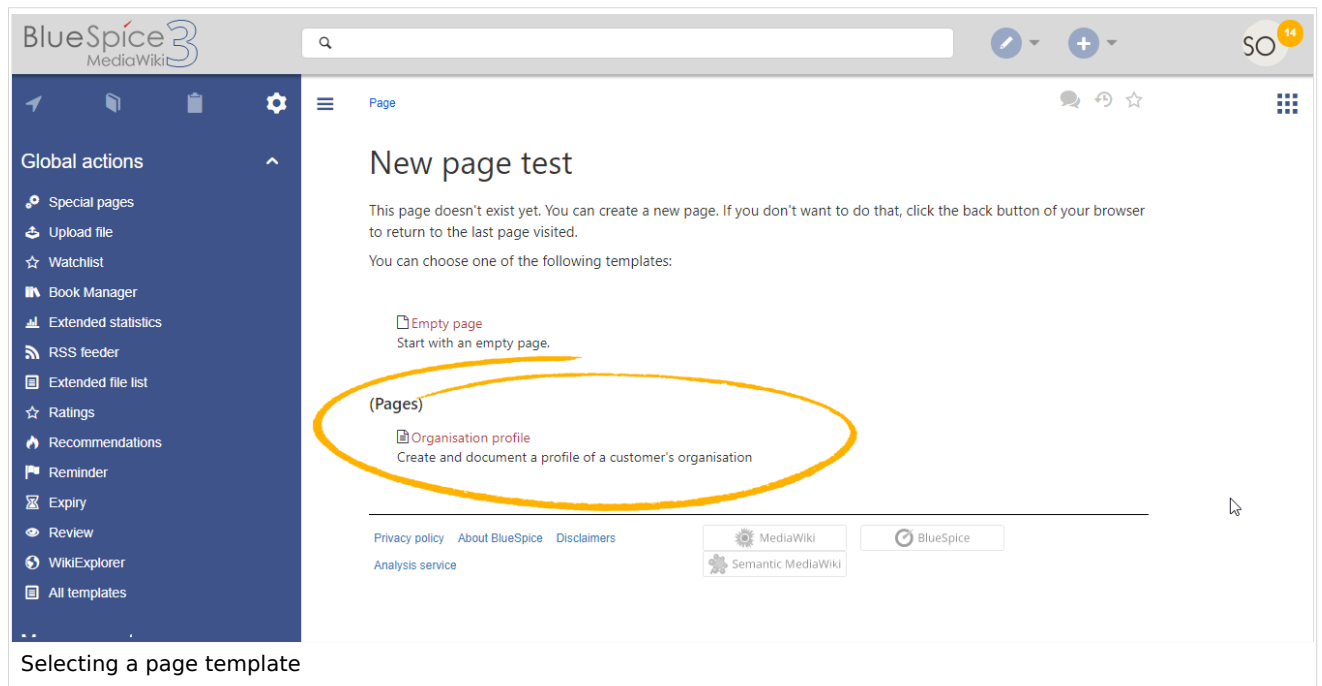 BlueSpice 3
MediaWiki
SO
14
Page
Global actions
Special pages
Upload file
Watchlist
Book Manager
Extended statistics
RSS feeder
Extended file list
Ratings
Recommendations
Reminder
Expiry
Review
WikiExplorer
All templates
New page test
This page doesn't exist yet. You can create a new page. If you don't want to do that, click the back button of your browser
to return to the last page visited.
You can choose one of the following templates:
Empty page
Start with an empty page.
(Pages)
Organisation profile
Create and document a profile of a customer's organisation
Privacy policy About BlueSpice Disclaimers
Analysis service
MediaWiki
BlueSpice
Semantic MediaWiki
Selecting a page template